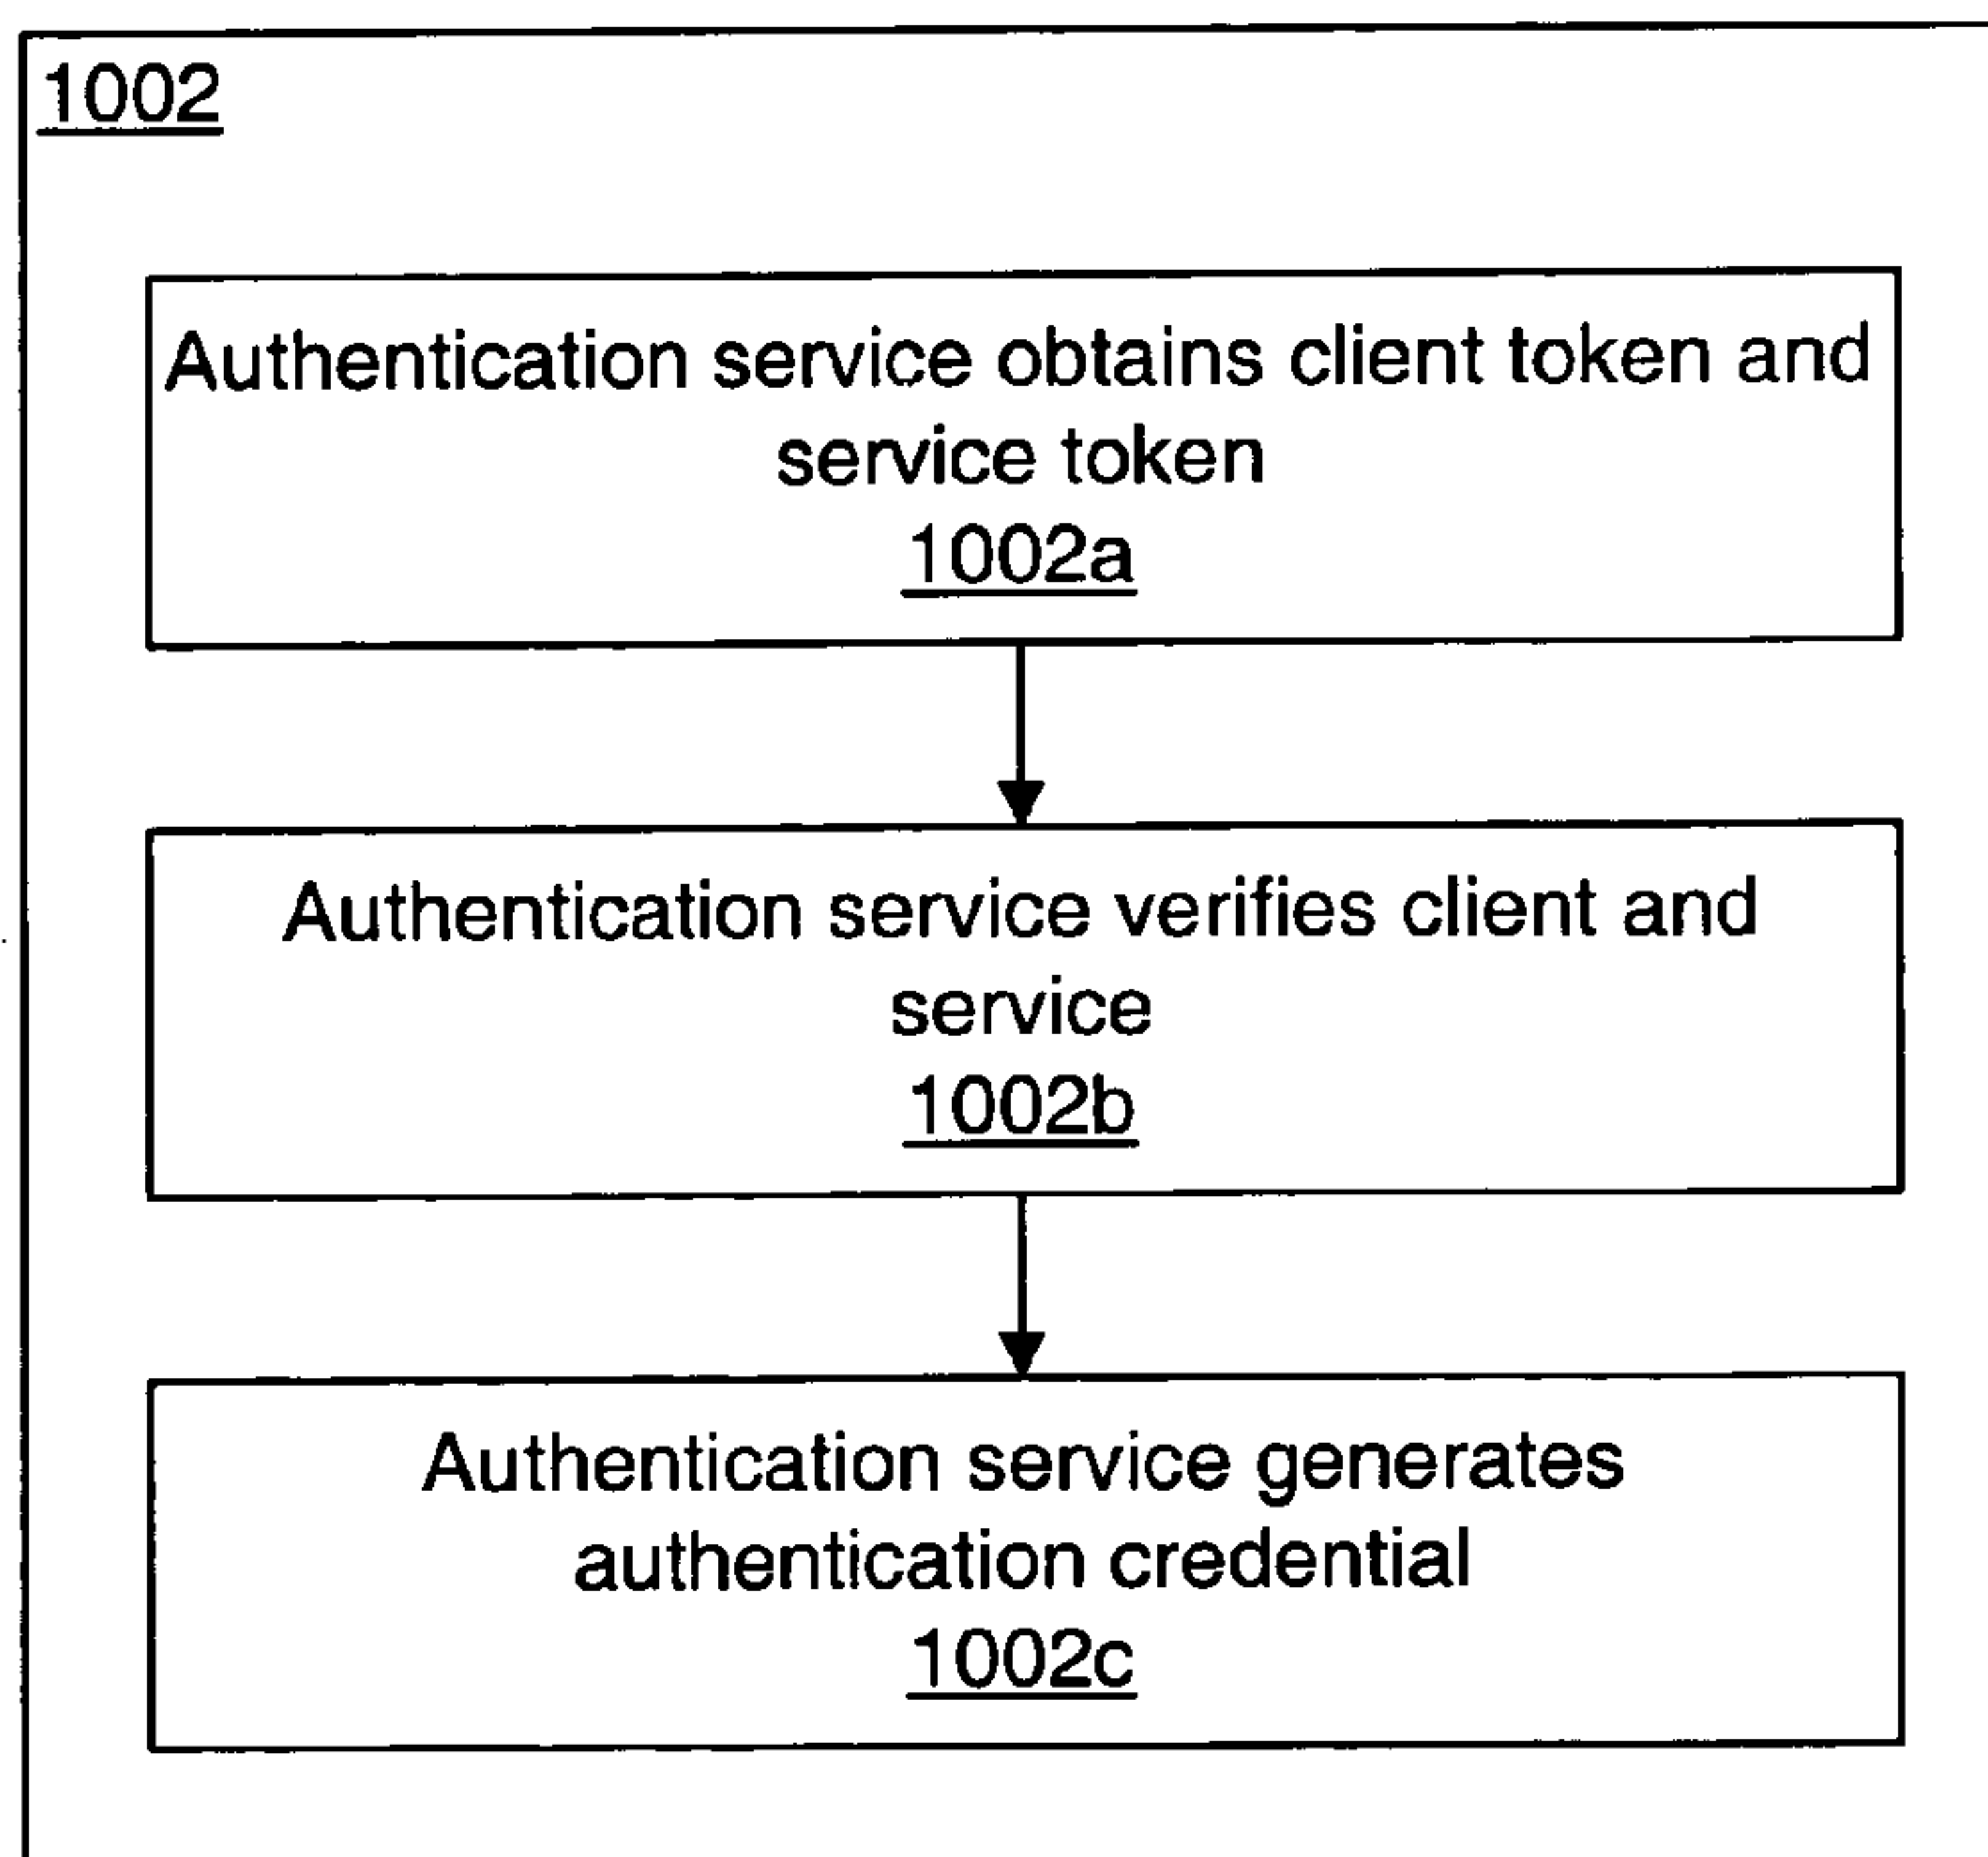 1002
Authentication service obtains client token and
service token
1002a
Authentication service verifies client and
service
1002b
Authentication service generates
authentication credential
1002c